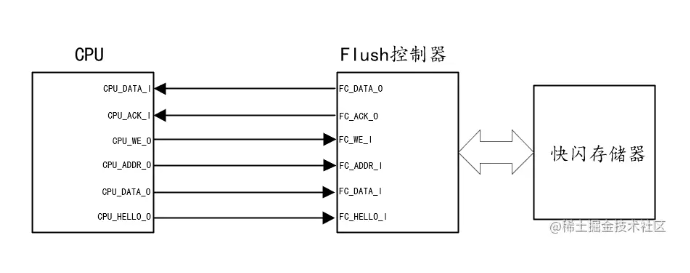 CPU
Flush控制器
CPU_DATA_I
FC_DATA_O
CPU_ACK_I
FC_ACK_O
CPU_WE_O
FC_WE_I
CPU_ADDR_O
FC_ADDR_I
CPU_DATA_O
FC_DATA_I
CPU_HELLO_O
FC_HELLO_I
快闪存储器
@稀土掘金技术社区